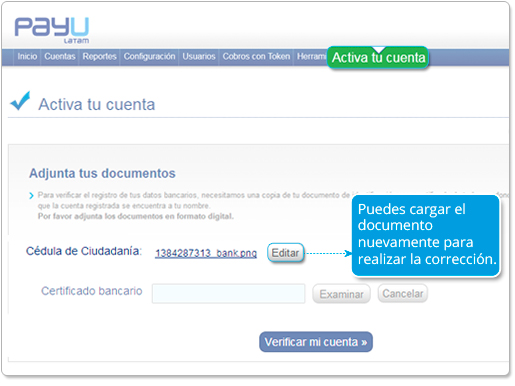 PayU
LATAM
Inicio Cuentas Reportes Configuración Usuarios Cobros con Token Herram Activa tu cuenta
Activa tu cuenta
Adjunta tus documentos
Para verificar el registro de tus datos bancarios, necesitamos una copia de tu documento de
que la cuenta registrada se encuentra a tu nombre.
Por favor adjunta los documentos en formato digital.
Puedes cargar el
documento
nuevamente para
realizar la corrección.
Cédula de Ciudadanía: 1384287313_bank.png Editar
Certificado bancario Examinar Cancelar
Verificar mi cuenta »